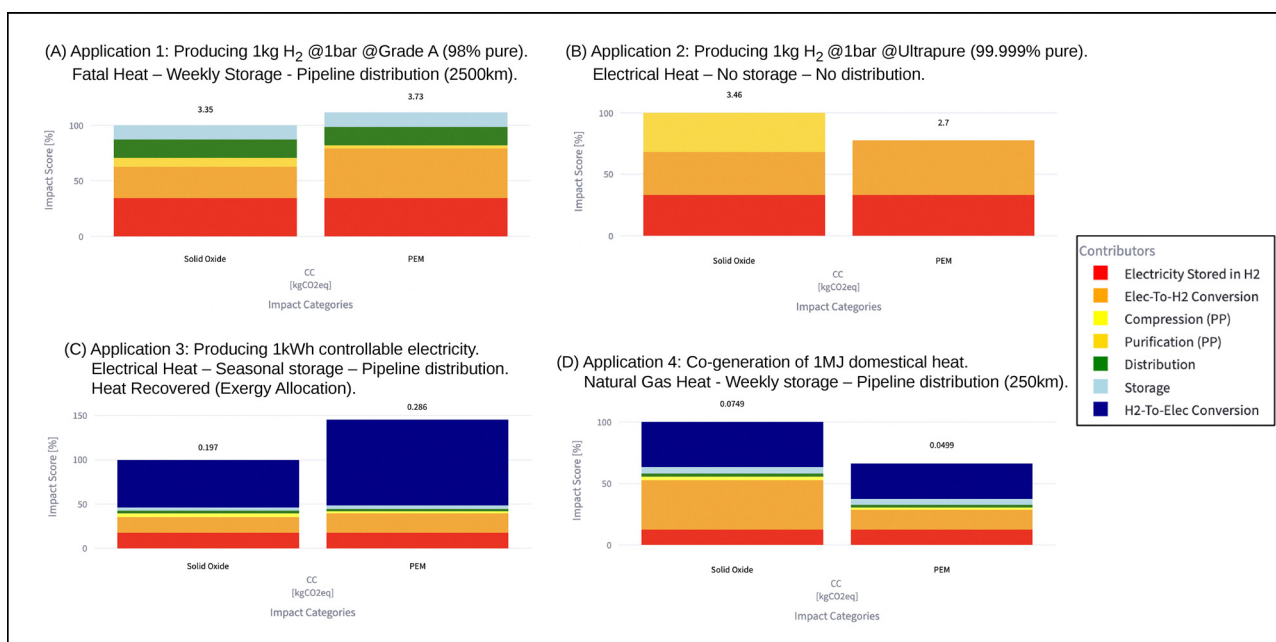 (A) Application 1: Producing 1kg H₂ @1bar @Grade A (98% pure).
Fatal Heat – Weekly Storage - Pipeline distribution (2500km).
3.35
3.73
Impact Score [%]
100
50
0
Solid Oxide
PEM
CC
[kgCO2eq]
Impact Categories
(B) Application 2: Producing 1kg H₂ @1bar @Ultrapure (99.999% pure).
Electrical Heat – No storage – No distribution.
3.46
2.7
Impact Score [%]
100
50
0
Solid Oxide
PEM
CC
[kgCO2eq]
Impact Categories
Contributors
Electricity Stored in H2
Elec-To-H2 Conversion
Compression (PP)
Purification (PP)
Distribution
Storage
H2-To-Elec Conversion
(C) Application 3: Producing 1kWh controllable electricity.
Electrical Heat – Seasonal storage – Pipeline distribution.
Heat Recovered (Exergy Allocation).
0.197
0.286
Impact Score [%]
150
100
50
0
Solid Oxide
PEM
CC
[kgCO2eq]
Impact Categories
(D) Application 4: Co-generation of 1MJ domestical heat.
Natural Gas Heat - Weekly storage – Pipeline distribution (250km).
0.0749
0.0499
Impact Score [%]
100
50
0
Solid Oxide
PEM
CC
[kgCO2eq]
Impact Categories